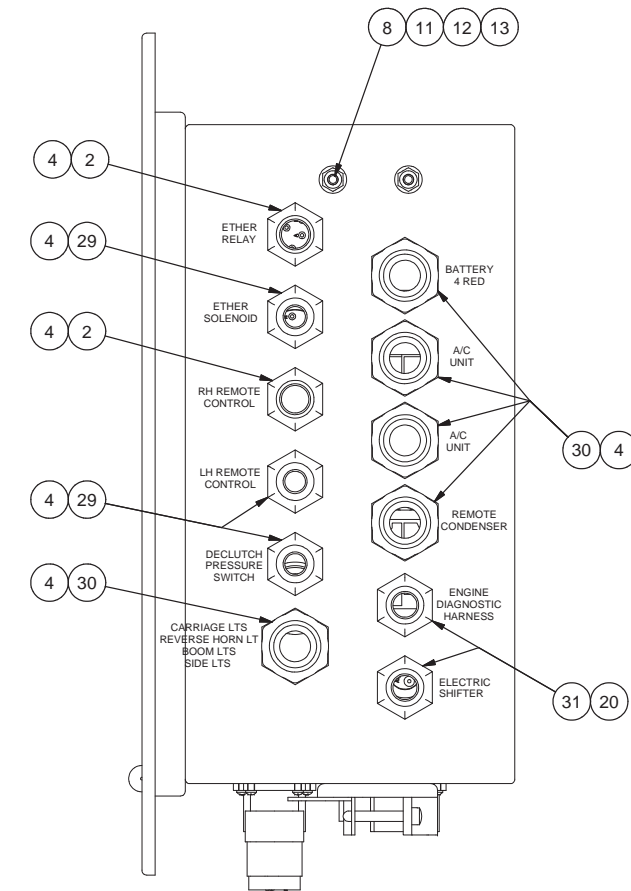 8 11 12 13
4 2
ETHER
RELAY
4 29
ETHER
SOLENOID
BATTERY
4 RED
4 2
A/C
UNIT
RH REMOTE
CONTROL
A/C
UNIT
30 4
LH REMOTE
CONTROL
4 29
REMOTE
CONDENSER
DECLUTCH
PRESSURE
SWITCH
4 30
ENGINE
DIAGNOSTIC
HARNESS
CARRIAGE LTS
REVERSE HORN LT
BOOM LTS
SIDE LTS
ELECTRIC
SHIFTER
31 20